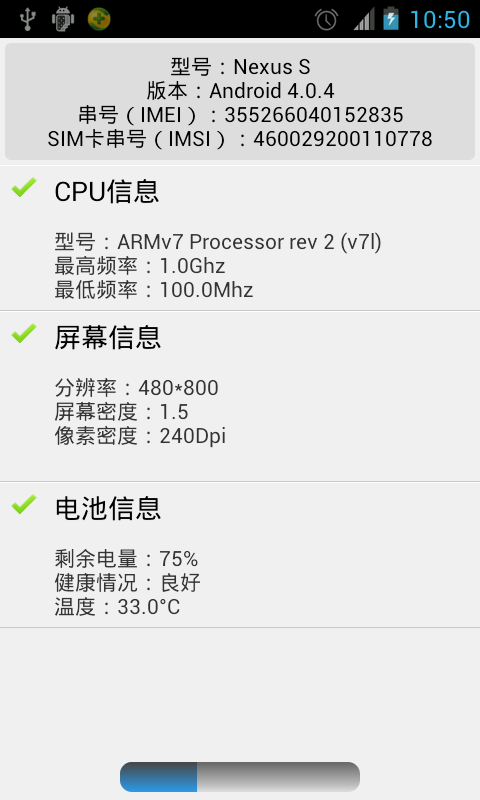 10:50
型号：Nexus S
版本：Android 4.0.4
串号（IMEI）：355266040152835
SIM卡串号（IMSI）：460029200110778
CPU信息
型号：ARMv7 Processor rev 2 (v7l)
最高频率：1.0Ghz
最低频率：100.0Mhz
屏幕信息
分辨率：480*800
屏幕密度：1.5
像素密度：240Dpi
电池信息
剩余电量：75%
健康情况：良好
温度：33.0°C